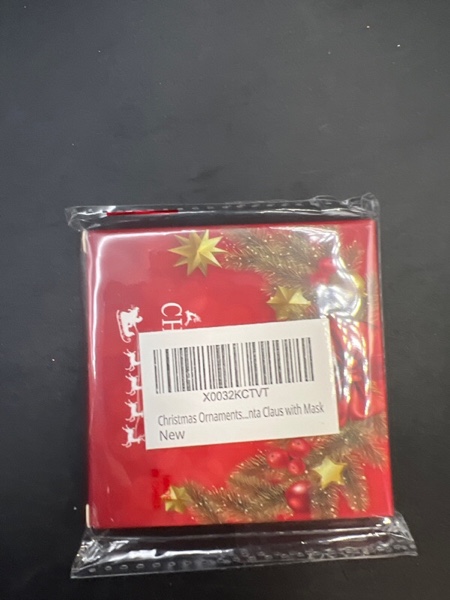 CH
X0032KCTVT
Christmas Ornaments...nta Claus with Mask
New